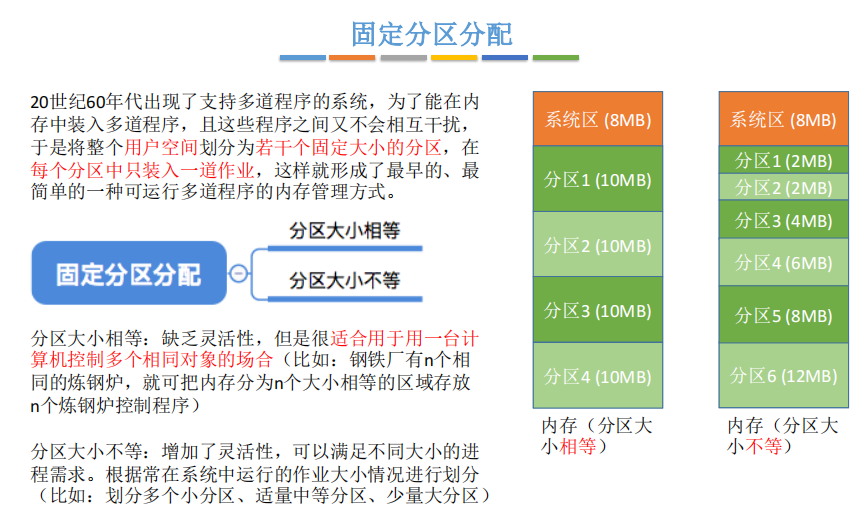 固定分区分配
20世纪60年代出现了支持多道程序的系统，为了能在
内存中装入多道程序，且这些程序之间又不会相互干扰，
于是将整个用户空间划分为若干个固定大小的分区，在
每个分区中只装入一道作业，这样就形成了最早的、最
简单的一种可运行多道程序的内存管理方式。
固定分区分配
分区大小相等
分区大小不等
分区大小相等：缺乏灵活性，但是很适合用于用一台计
算机控制多个相同对象的场合（比如：钢铁厂有n个相
同的炼钢炉，就可把内存分为n个大小相等的区域存放
n个炼钢炉控制程序）
分区大小不等：增加了灵活性，可以满足不同大小的进
程需求。根据常在系统中运行的作业大小情况进行划分
（比如：划分多个小分区、适量中等分区、少量大分区）
系统区 (8MB)
分区1 (10MB)
分区2 (10MB)
分区3 (10MB)
分区4 (10MB)
内存（分区大
小相等）
系统区 (8MB)
分区1 (2MB)
分区2 (2MB)
分区3 (4MB)
分区4 (6MB)
分区5 (8MB)
分区6 (12MB)
内存（分区大
小不等）